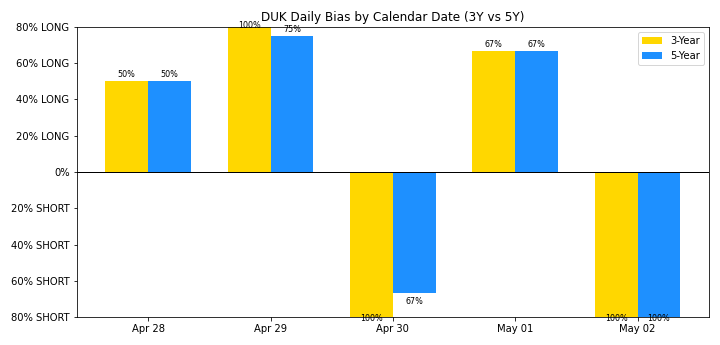 DUK Daily Bias by Calendar Date (3Y vs 5Y)
80% LONG
60% LONG
40% LONG
20% LONG
0%
20% SHORT
40% SHORT
60% SHORT
80% SHORT
50%
50%
100%
75%
100%
67%
67%
67%
100%
100%
3-Year
5-Year
Apr 28
Apr 29
Apr 30
May 01
May 02